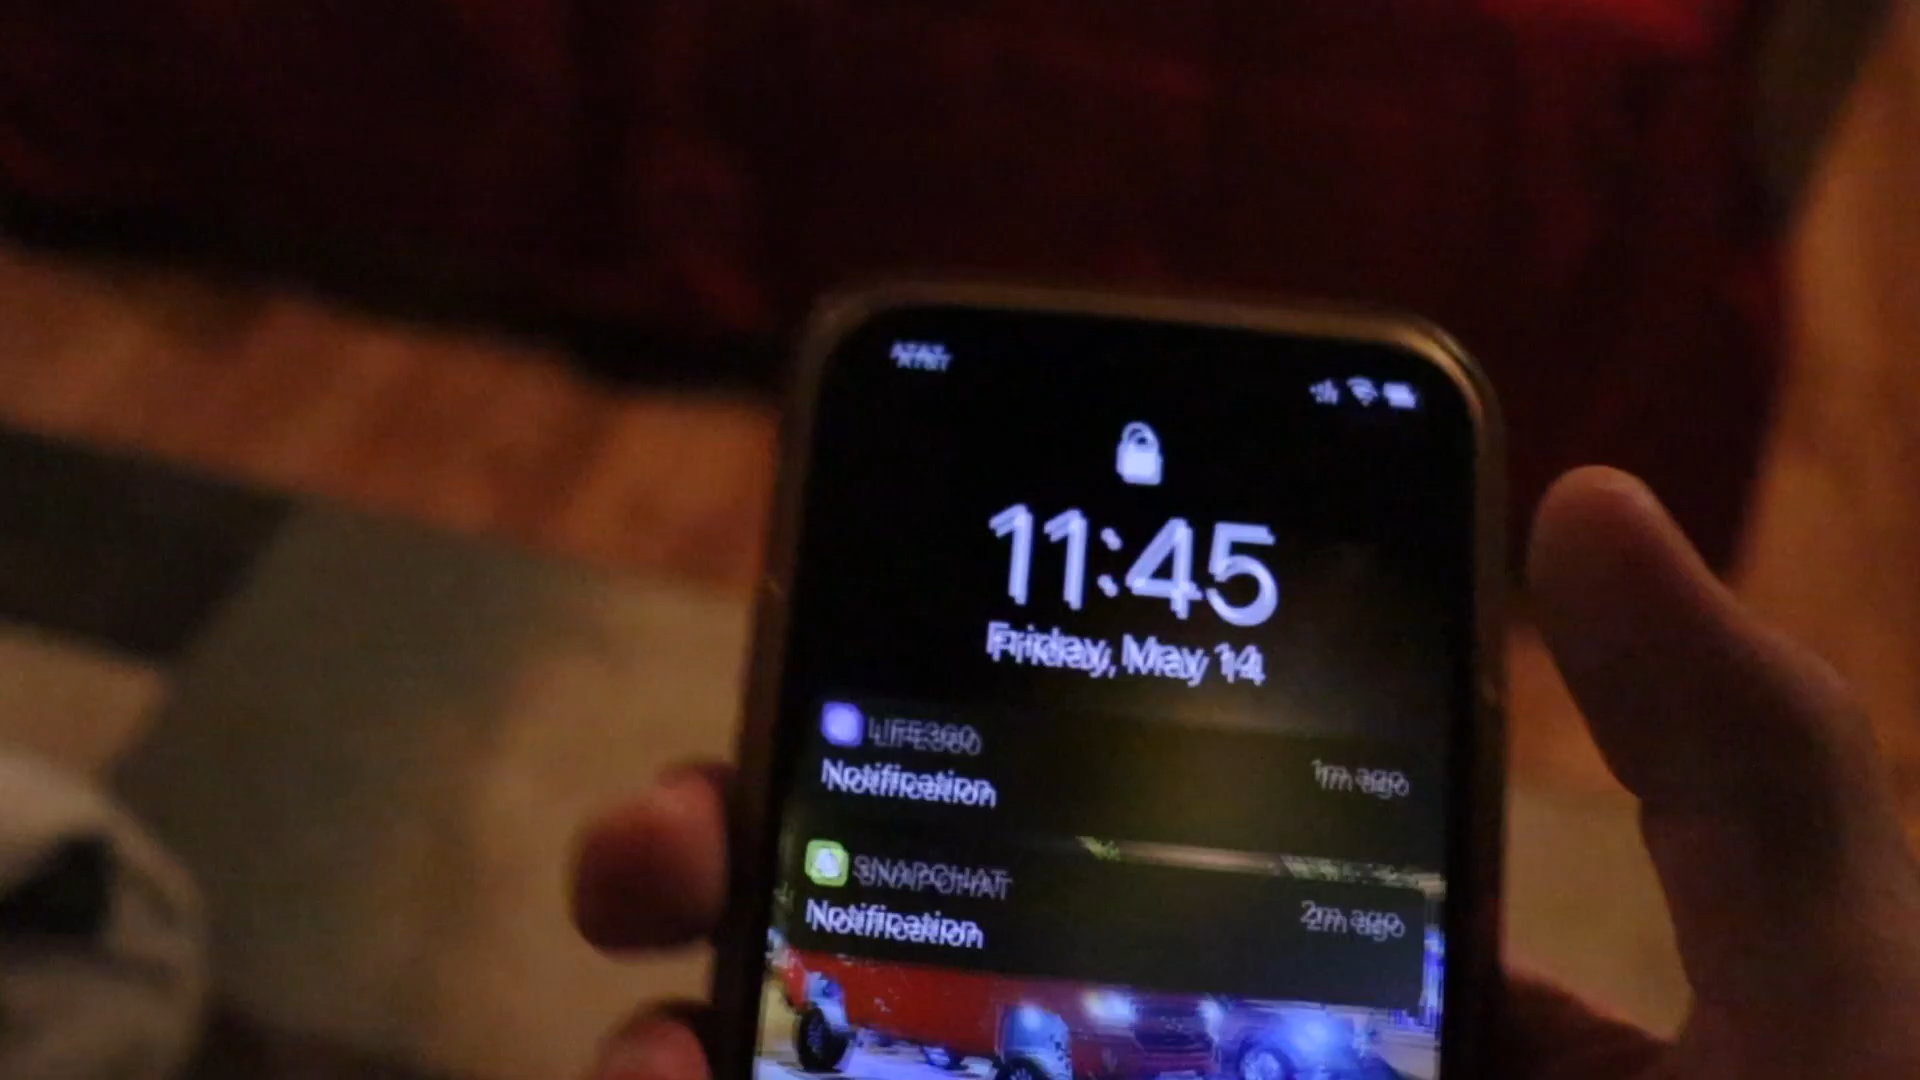 AT&T
11:45
Friday, May 14
LIFE360
Notification
1m ago
SNAPCHAT
Notification
2m ago